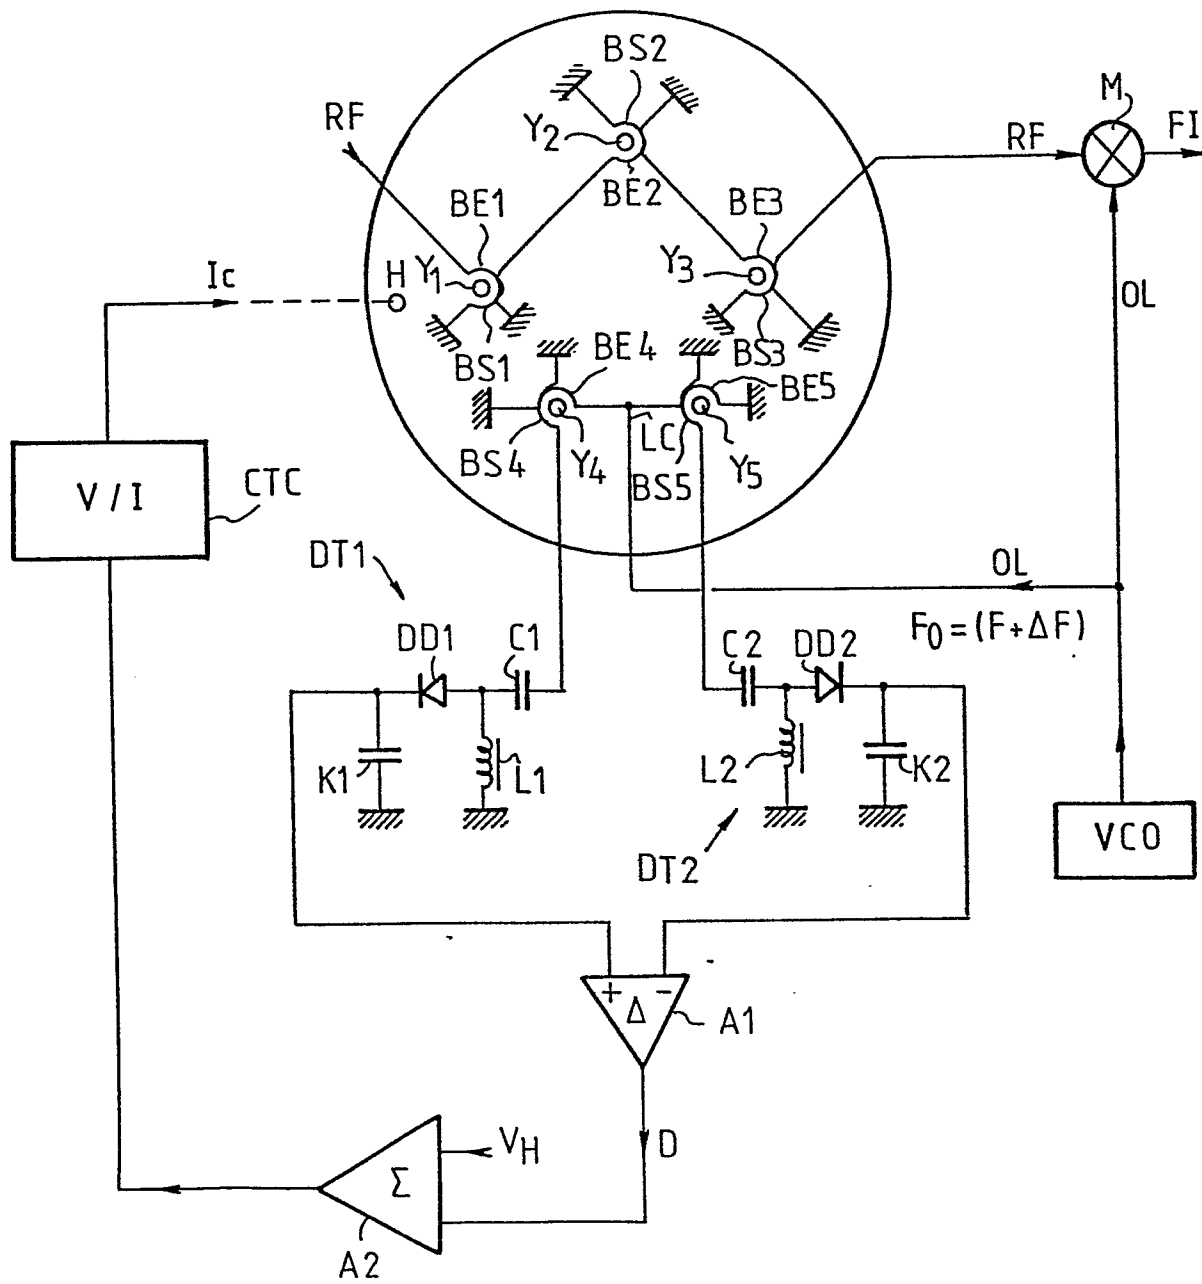 BS2
M
RF
Y2
RF
FI
BE2
BE1
BE3
Ic
H
Y1
Y3
OL
BS1
BE4
BS3
BE5
LC
V / I
CTC
BS4
Y4
BS5
Y5
DT1
OL
F0 = (F + Δ F)
DD1
C1
C2
DD2
K1
L1
L2
K2
DT2
VCO
+ Δ −
A1
D
VH
Σ
A2